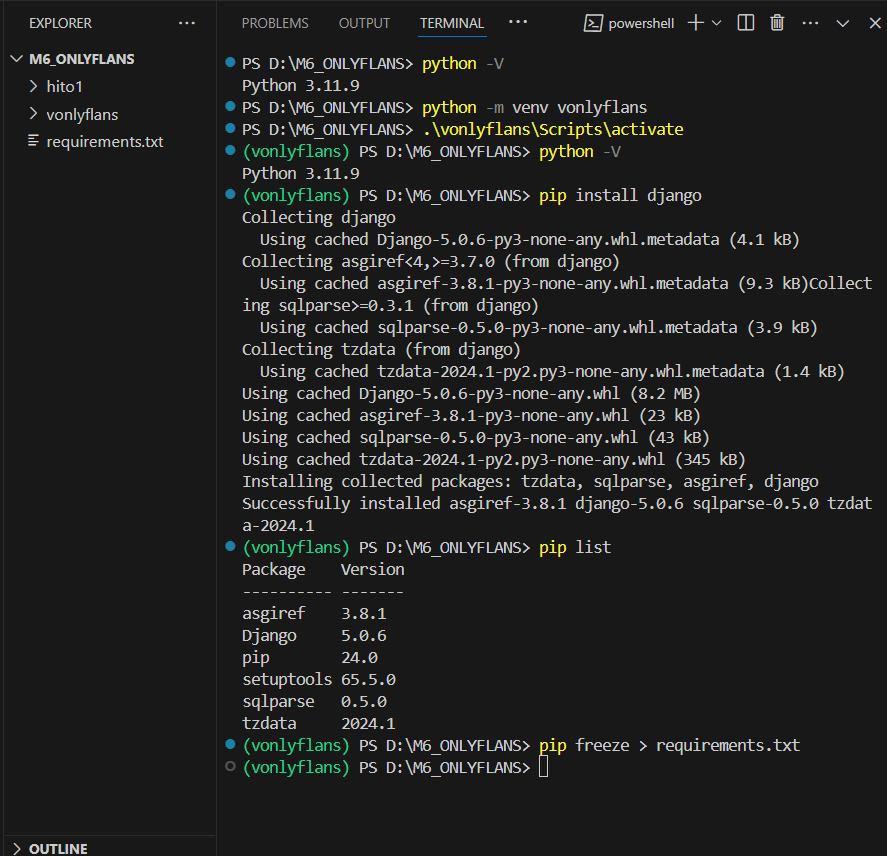 EXPLORER
M6_ONLYFLANS
hito1
vonlyflans
requirements.txt
OUTLINE
PROBLEMS OUTPUT TERMINAL powershell
PS D:\M6_ONLYFLANS> python -V
Python 3.11.9
PS D:\M6_ONLYFLANS> python -m venv vonlyflans
PS D:\M6_ONLYFLANS> .\vonlyflans\Scripts\activate
(vonlyflans) PS D:\M6_ONLYFLANS> python -V
Python 3.11.9
(vonlyflans) PS D:\M6_ONLYFLANS> pip install django
Collecting django
  Using cached Django-5.0.6-py3-none-any.whl.metadata (4.1 kB)
Collecting asgiref<4,>=3.7.0 (from django)
  Using cached asgiref-3.8.1-py3-none-any.whl.metadata (9.3 kB)Collect
ing sqlparse>=0.3.1 (from django)
  Using cached sqlparse-0.5.0-py3-none-any.whl.metadata (3.9 kB)
Collecting tzdata (from django)
  Using cached tzdata-2024.1-py2.py3-none-any.whl.metadata (1.4 kB)
Using cached Django-5.0.6-py3-none-any.whl (8.2 MB)
Using cached asgiref-3.8.1-py3-none-any.whl (23 kB)
Using cached sqlparse-0.5.0-py3-none-any.whl (43 kB)
Using cached tzdata-2024.1-py2.py3-none-any.whl (345 kB)
Installing collected packages: tzdata, sqlparse, asgiref, django
Successfully installed asgiref-3.8.1 django-5.0.6 sqlparse-0.5.0 tzdat
a-2024.1
(vonlyflans) PS D:\M6_ONLYFLANS> pip list
Package    Version
---------- -------
asgiref    3.8.1
Django     5.0.6
pip        24.0
setuptools 65.5.0
sqlparse   0.5.0
tzdata     2024.1
(vonlyflans) PS D:\M6_ONLYFLANS> pip freeze > requirements.txt
(vonlyflans) PS D:\M6_ONLYFLANS>